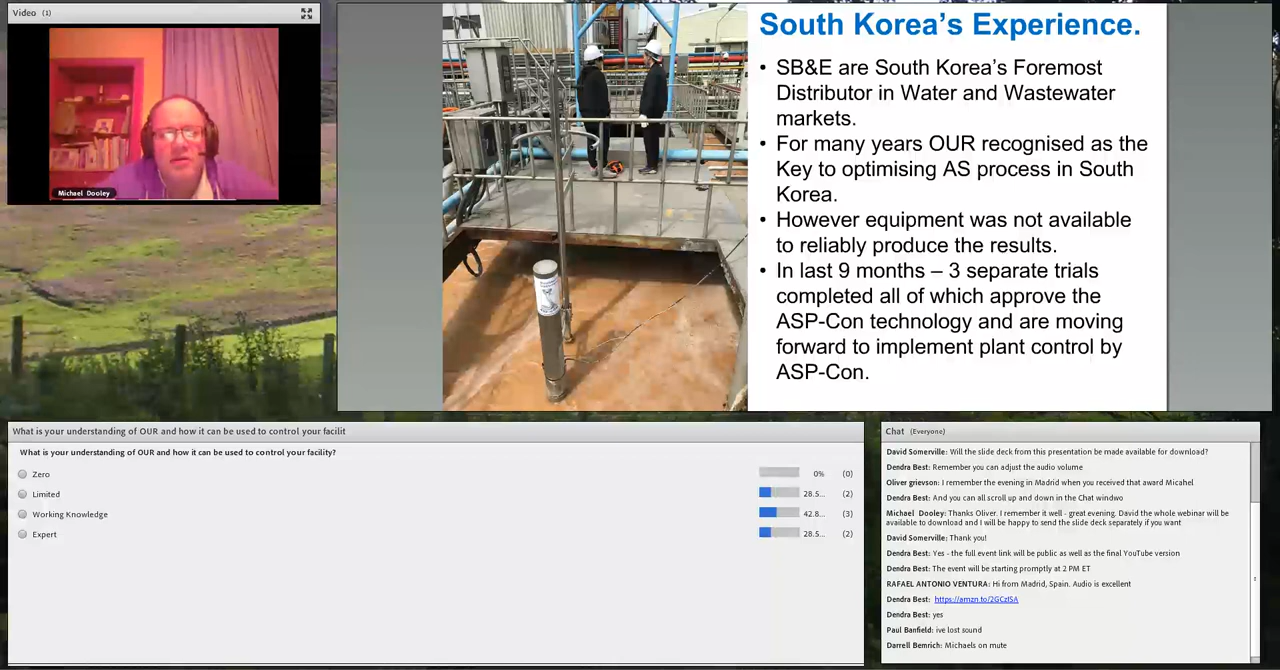 Video (1)
Michael Dooley
South Korea's Experience.
• SB&E are South Korea's Foremost
Distributor in Water and Wastewater
markets.
• For many years OUR recognised as the
Key to optimising AS process in South
Korea.
• However equipment was not available
to reliably produce the results.
• In last 9 months – 3 separate trials
completed all of which approve the
ASP-Con technology and are moving
forward to implement plant control by
ASP-Con.
What is your understanding of OUR and how it can be used to control your facilit
What is your understanding of OUR and how it can be used to control your facility?
Zero 0% (0)
Limited 28.5... (2)
Working Knowledge 42.8... (3)
Expert 28.5... (2)
Chat (Everyone)
David Somerville: Will the slide deck from this presentation be made available for download?
Dendra Best: Remember you can adjust the audio volume
Oliver grievson: I remember the evening in Madrid when you received that award Micahel
Dendra Best: And you can all scroll up and down in the Chat windwo
Michael Dooley: Thanks Oliver. I remember it well - great evening. David the whole webinar will be
available to download and I will be happy to send the slide deck separately if you want
David Somerville: Thank you!
Dendra Best: Yes - the full event link will be public as well as the final YouTube version
Dendra Best: The event will be starting promptly at 2 PM ET
RAFAEL ANTONIO VENTURA: Hi from Madrid, Spain. Audio is excellent
Dendra Best: https://amzn.to/2GCzISA
Dendra Best: yes
Paul Banfield: ive lost sound
Darrell Bemrich: Michaels on mute